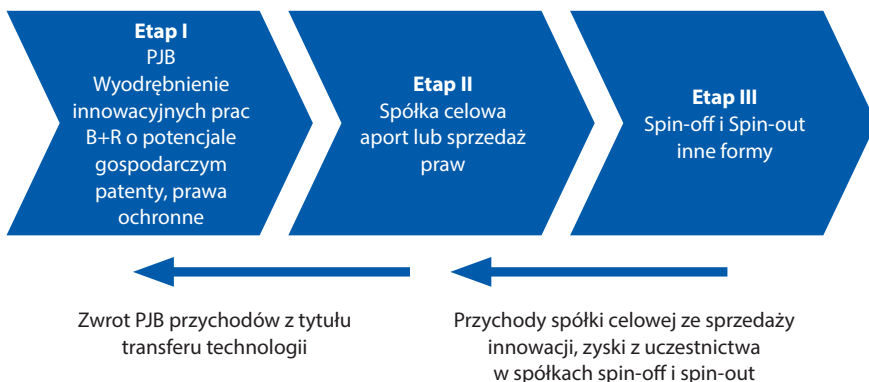 Etap I
PJB
Wyodrębnienie
innowacyjnych prac
B+R o potencjale
gospodarczym
patenty, prawa
ochronne
Etap II
Spółka celowa
aport lub sprzedaż
praw
Etap III
Spin-off i Spin-out
inne formy
Zwrot PJB przychodów z tytułu
transferu technologii
Przychody spółki celowej ze sprzedaży
innowacji, zyski z uczestnictwa
w spółkach spin-off i spin-out